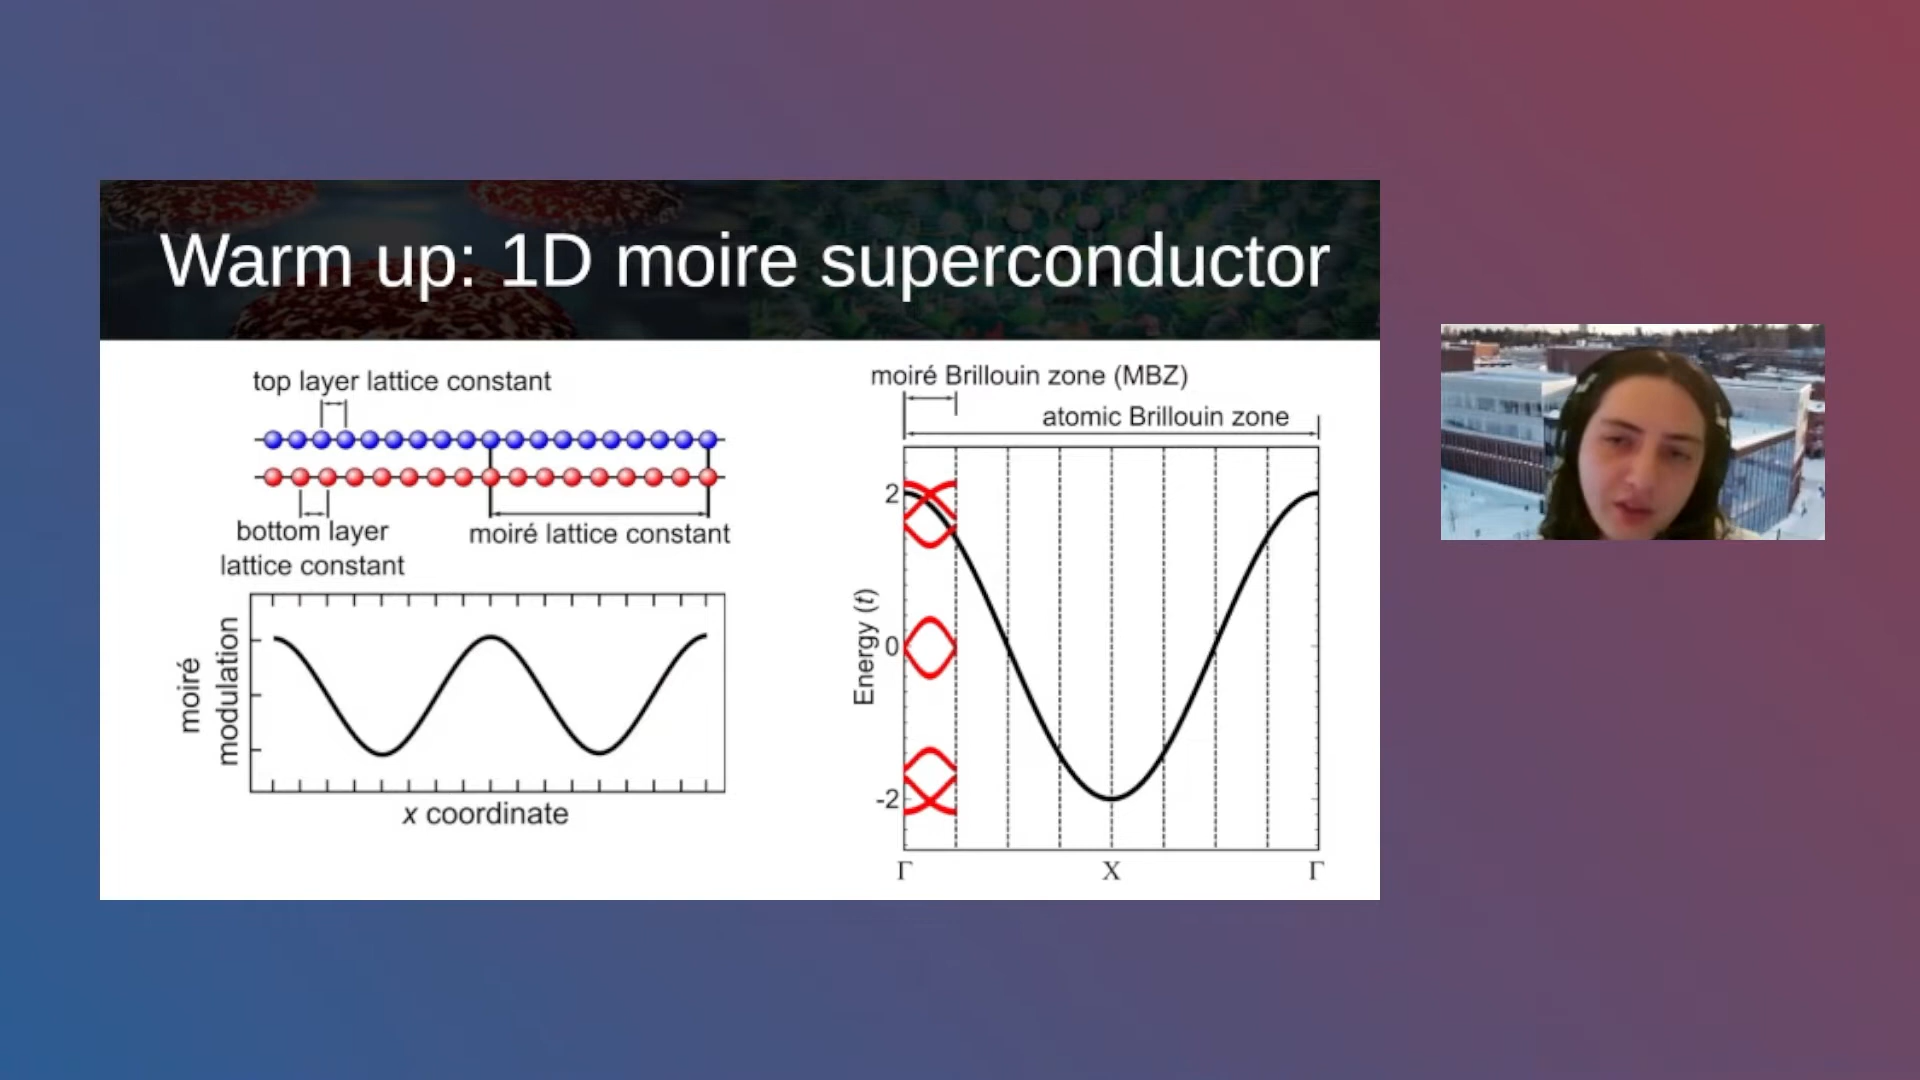 Warm up: 1D moire superconductor
top layer lattice constant
bottom layer
lattice constant
moiré lattice constant
moiré
modulation
x coordinate
moiré Brillouin zone (MBZ)
atomic Brillouin zone
Energy (t)
2
0
-2
Γ
X
Γ